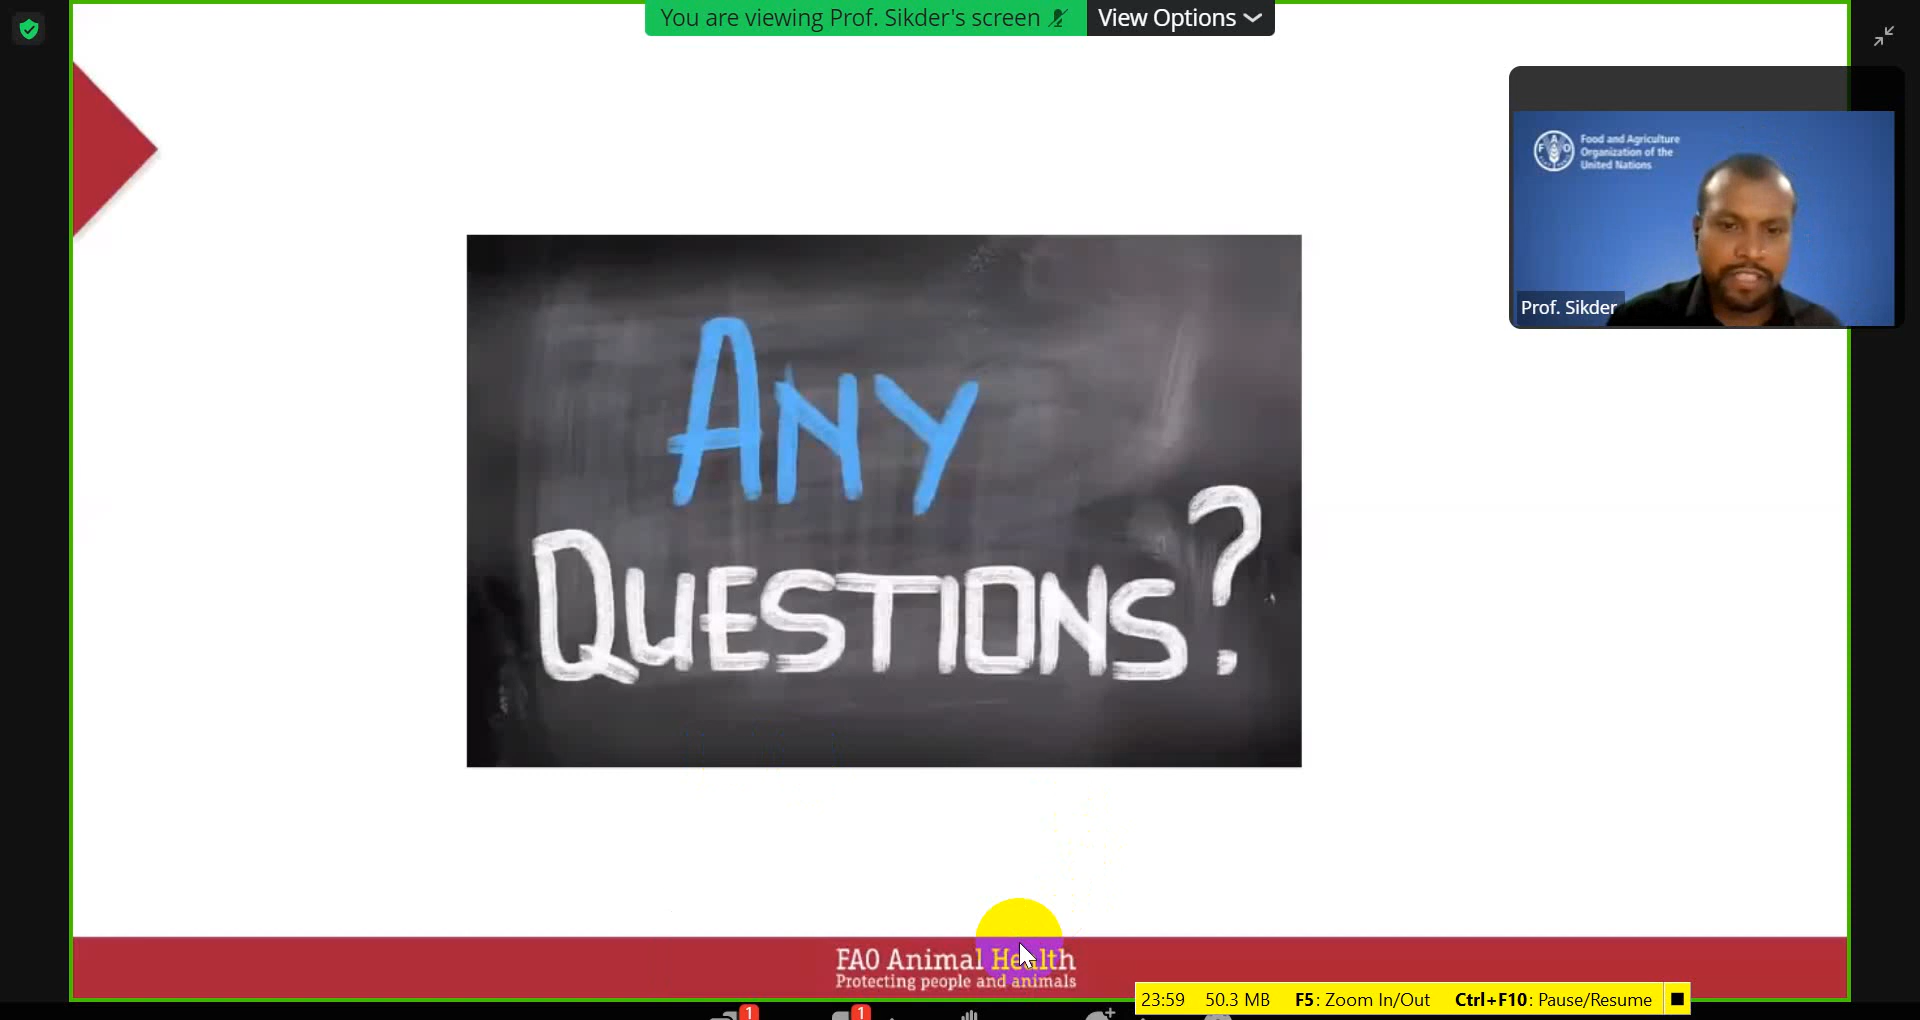 You are viewing Prof. Sikder's screen
View Options
Food and Agriculture
Organization of the
United Nations
Prof. Sikder
ANY
QUESTIONS?
FAO Animal Health
Protecting people and animals
23:59 50.3 MB F5: Zoom In/Out Ctrl+F10: Pause/Resume
1
1